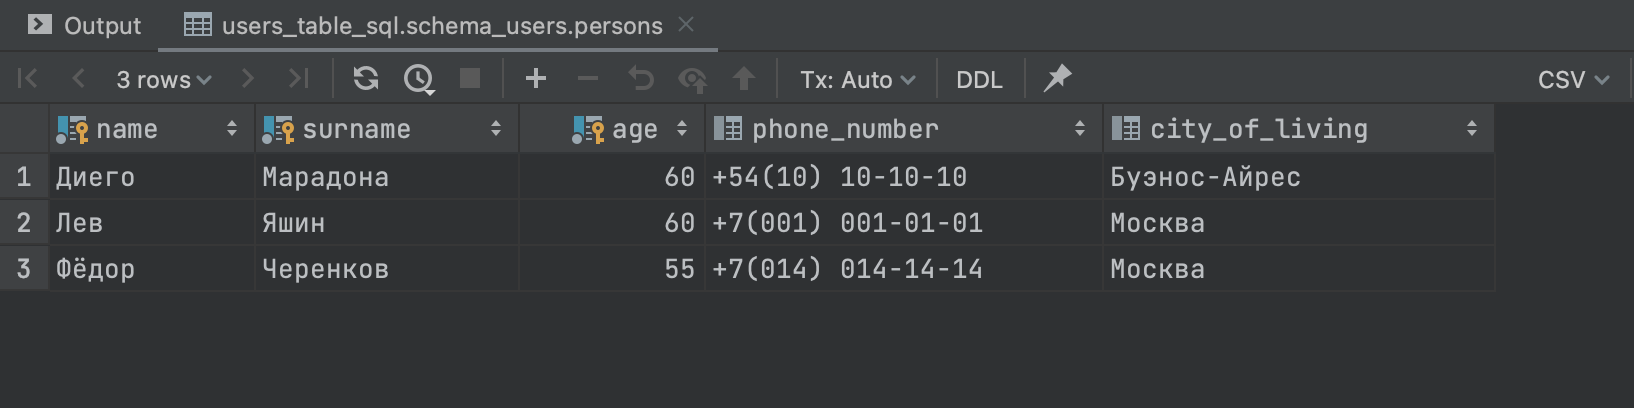 Output users_table_sql.schema_users.persons
3 rows Tx: Auto DDL CSV
name surname age phone_number city_of_living
1 Диего Марадона 60 +54(10) 10-10-10 Буэнос-Айрес
2 Лев Яшин 60 +7(001) 001-01-01 Москва
3 Фёдор Черенков 55 +7(014) 014-14-14 Москва